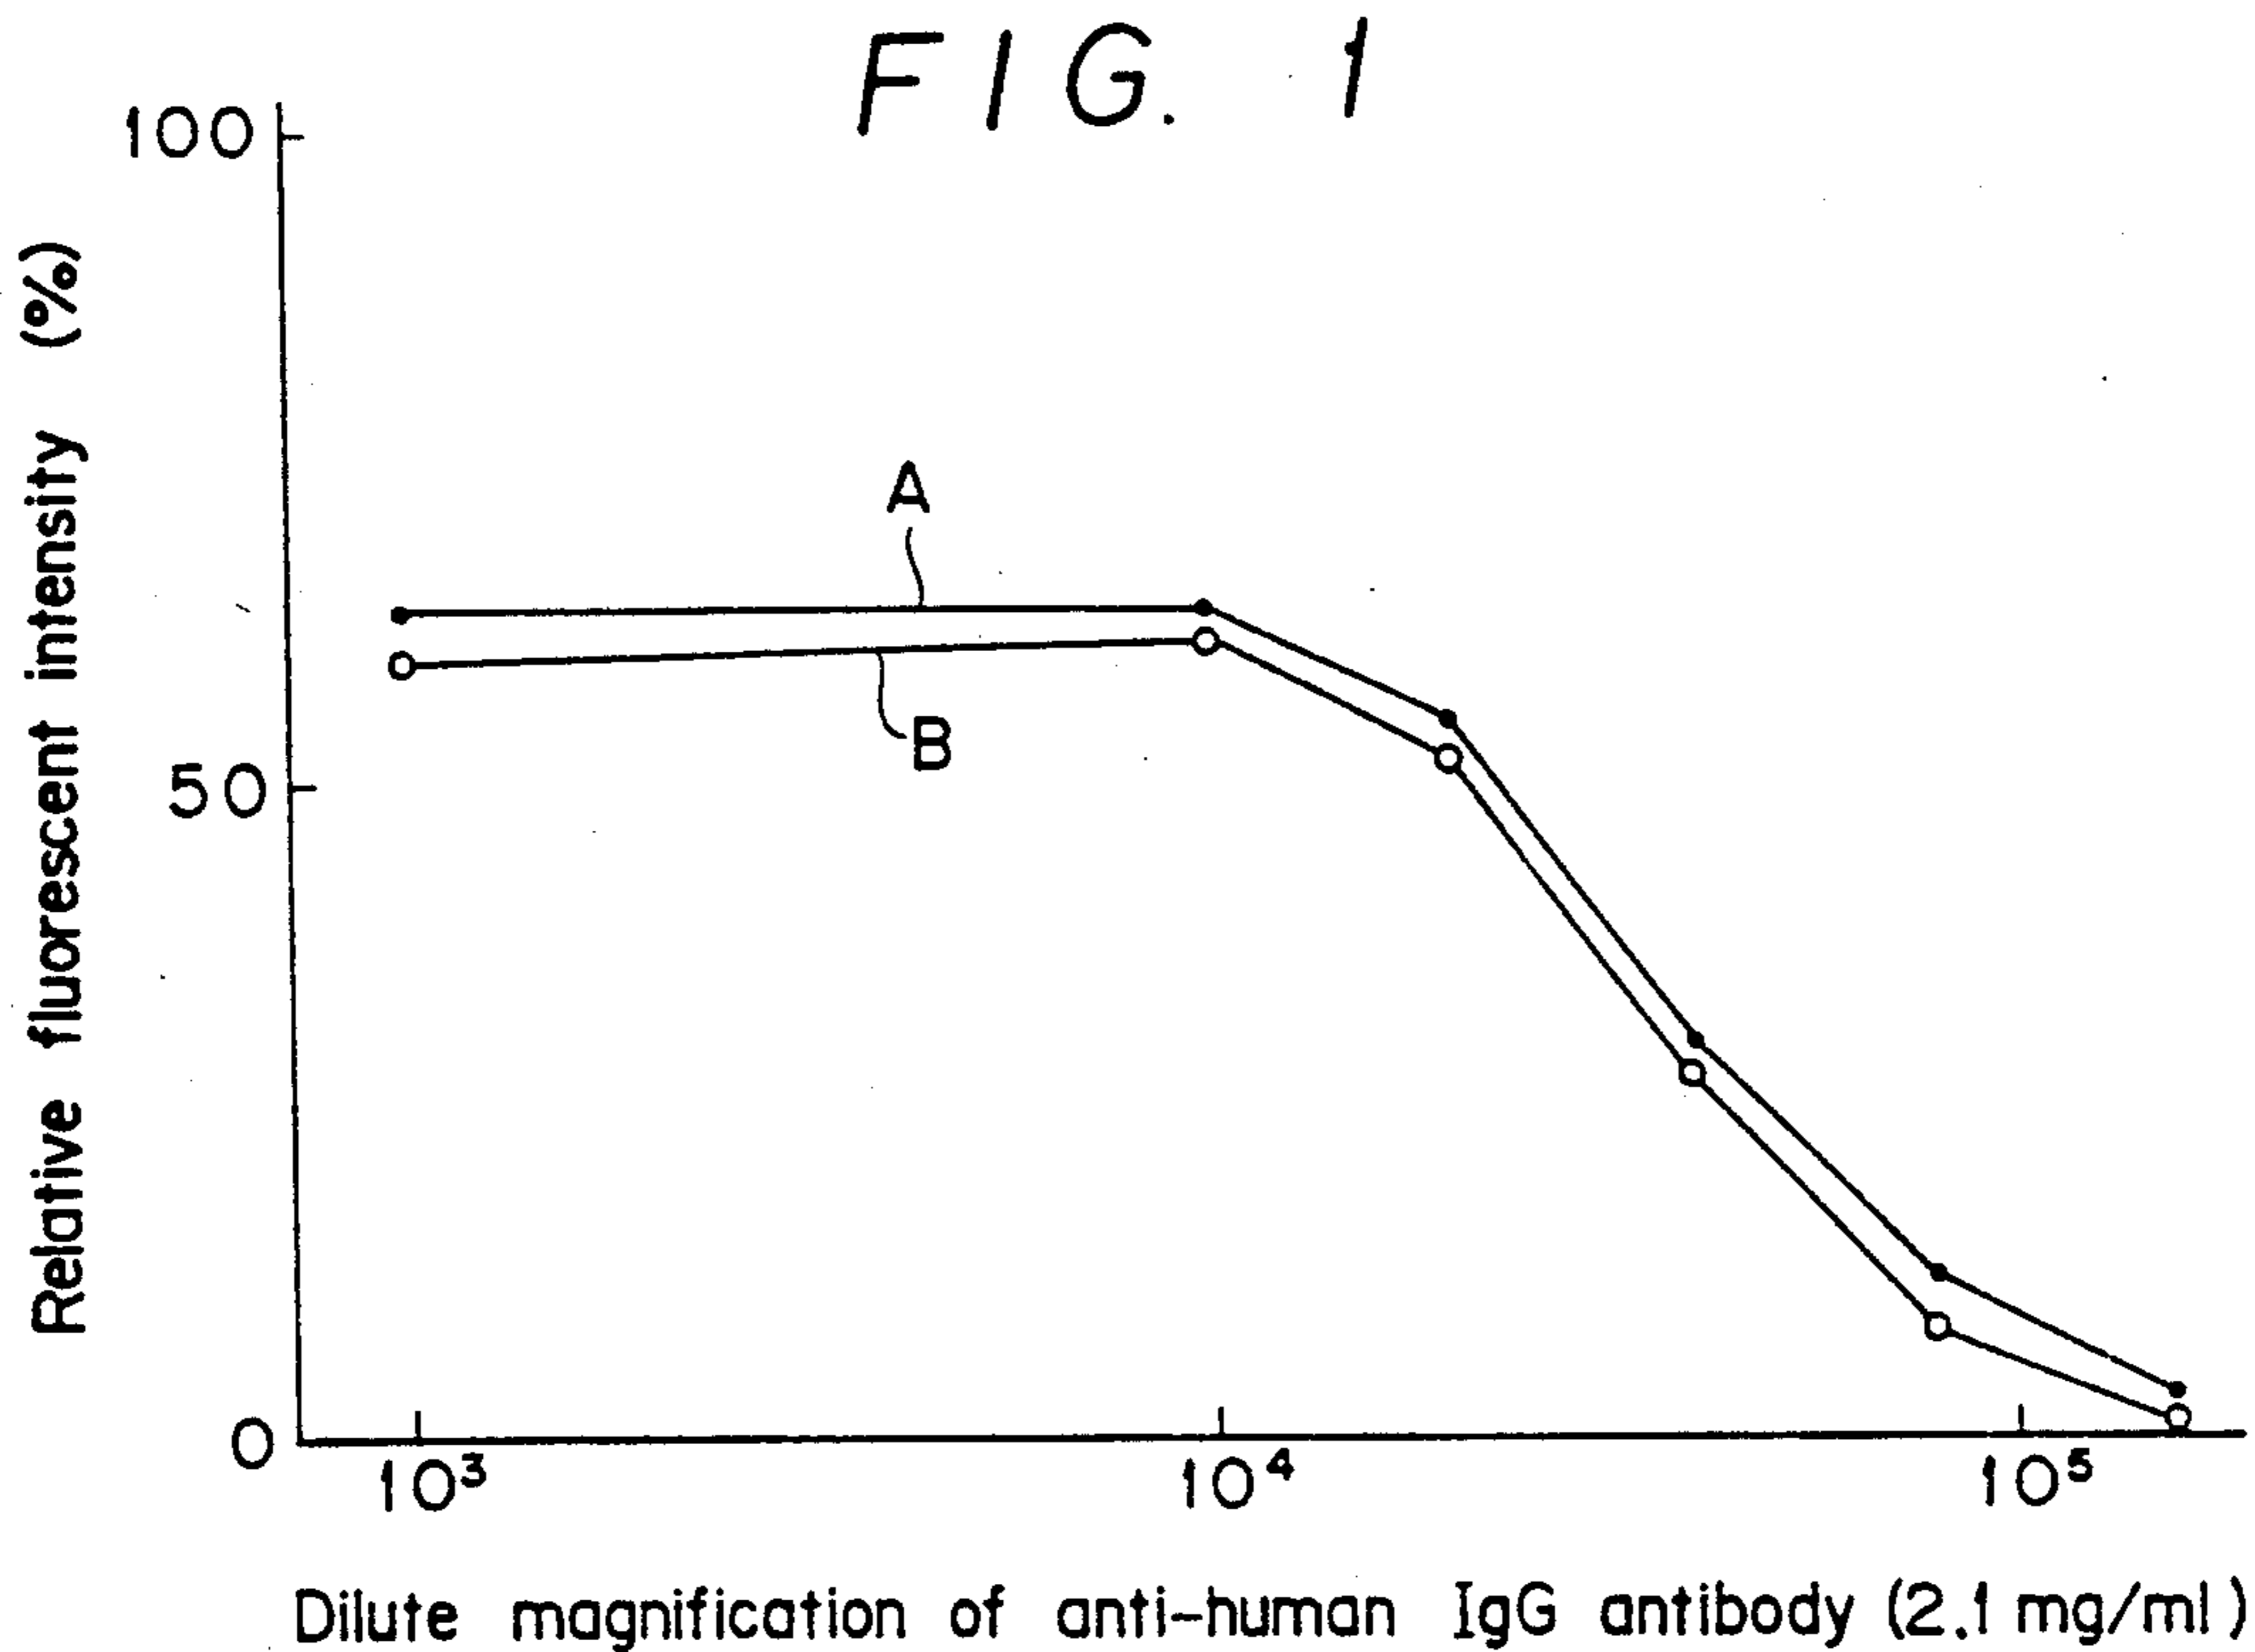 FIG. 1
100
Relative fluorescent intensity (%)
A
B
50
0
10³
10⁴
10⁵
Dilute magnification of anti-human IgG antibody (2.1 mg/ml)